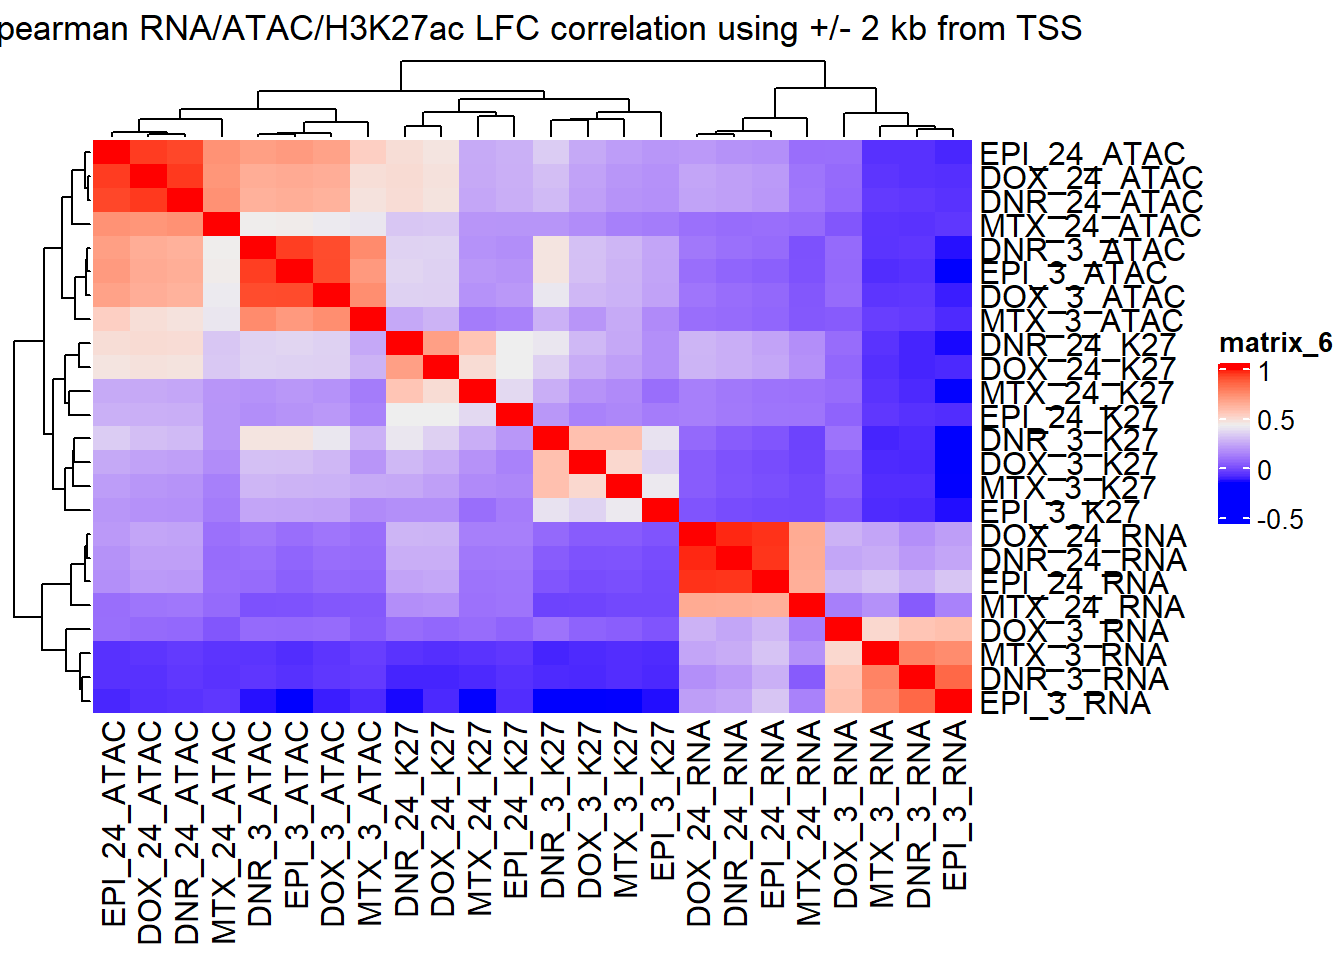 pearman RNA/ATAC/H3K27ac LFC correlation using +/- 2 kb from TSS
EPI_24_ATAC
DOX_24_ATAC
DNR_24_ATAC
MTX_24_ATAC
DNR_3_ATAC
EPI_3_ATAC
DOX_3_ATAC
MTX_3_ATAC
DNR_24_K27
DOX_24_K27
MTX_24_K27
EPI_24_K27
DNR_3_K27
DOX_3_K27
MTX_3_K27
EPI_3_K27
DOX_24_RNA
DNR_24_RNA
EPI_24_RNA
MTX_24_RNA
DOX_3_RNA
MTX_3_RNA
DNR_3_RNA
EPI_3_RNA
matrix_6
1
0.5
0
-0.5
EPI_24_ATAC
DOX_24_ATAC
DNR_24_ATAC
MTX_24_ATAC
DNR_3_ATAC
EPI_3_ATAC
DOX_3_ATAC
MTX_3_ATAC
DNR_24_K27
DOX_24_K27
MTX_24_K27
EPI_24_K27
DNR_3_K27
DOX_3_K27
MTX_3_K27
EPI_3_K27
DOX_24_RNA
DNR_24_RNA
EPI_24_RNA
MTX_24_RNA
DOX_3_RNA
MTX_3_RNA
DNR_3_RNA
EPI_3_RNA